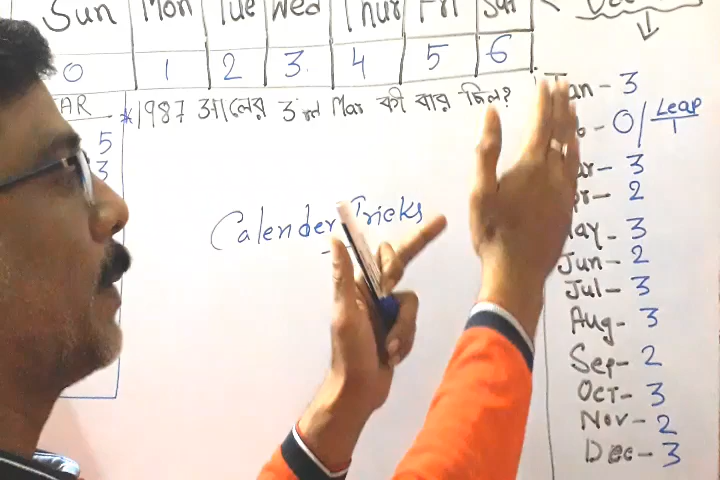 Sun Mon Tue Wed Thur Fri Sun
0 1 2 3 4 5 6
*1987 সালের 3rd Mar কী বার ছিল?
5
3
Calender Tricks
Jan - 3
- 0/ Leap 1
- 3
- 2
May - 3
Jun - 2
Jul - 3
Aug - 3
Sep - 2
Oct - 3
Nov - 2
Dec - 3